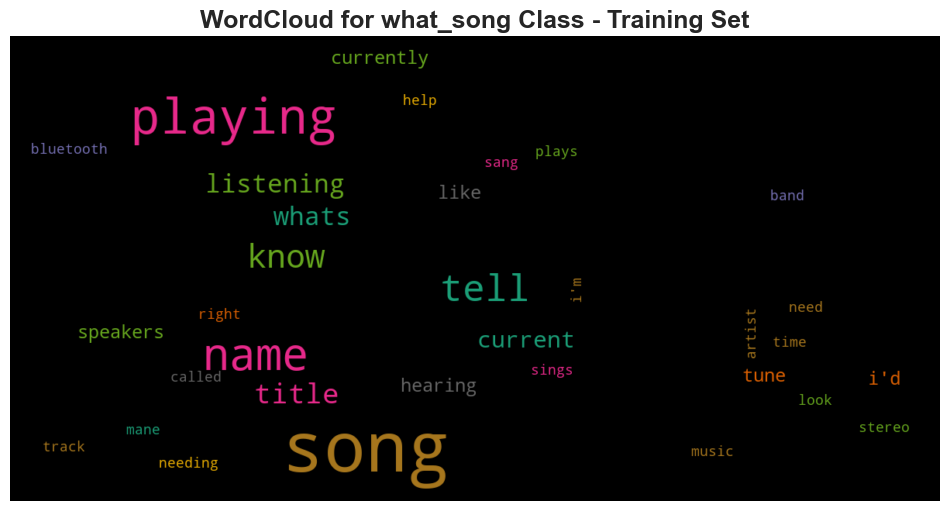 WordCloud for what_song Class - Training Set
currently
help
playing
bluetooth
plays
sang
listening
like
band
whats
know
tell
i'm
need
right
speakers
artist
current
time
name
sings
called
tune
i'd
hearing
title
look
mane
stereo
track
song
music
needing